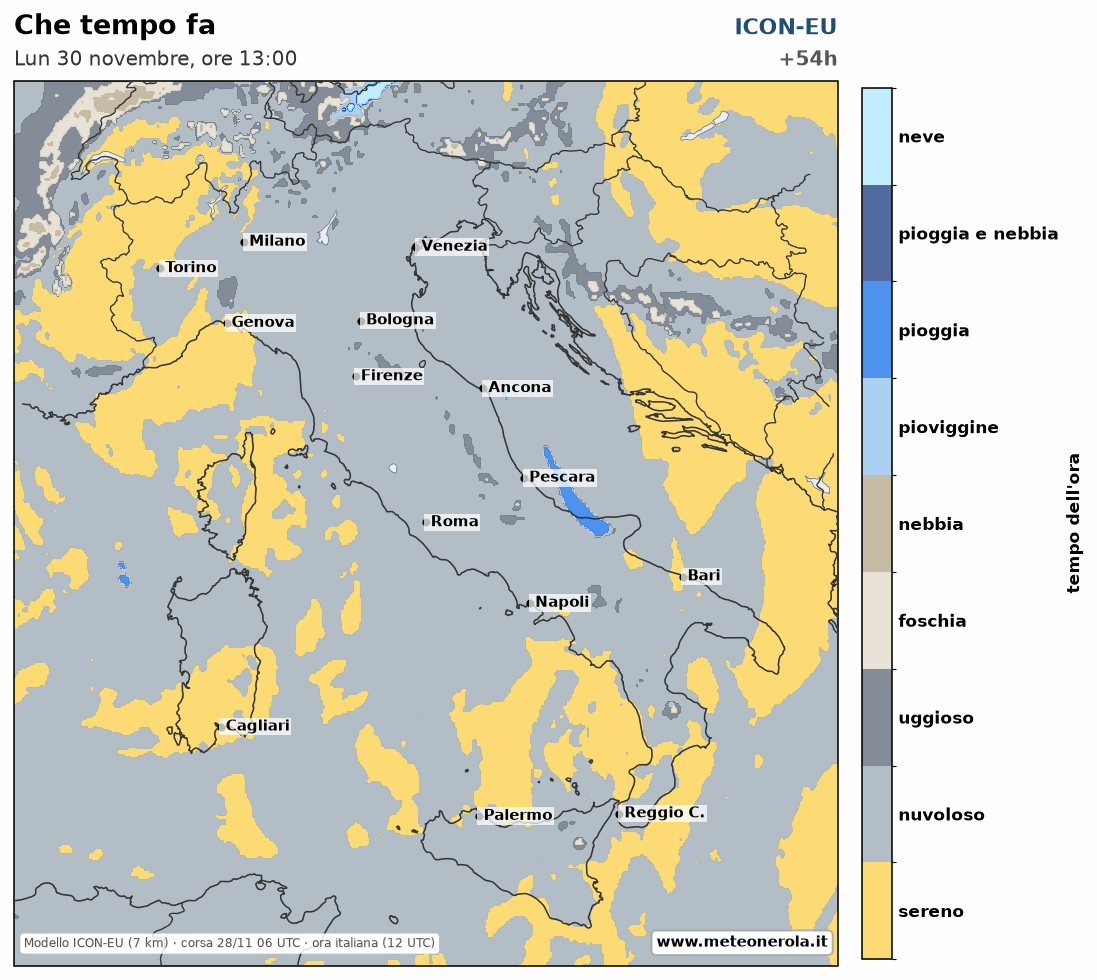 Che tempo fa
ICON-EU
Lun 30 novembre, ore 13:00
+54h
neve
pioggia e nebbia
pioggia
pioviggine
nebbia
foschia
uggioso
nuvoloso
sereno
tempo dell'ora
Milano
Venezia
Torino
Genova
Bologna
Firenze
Ancona
Pescara
Roma
Bari
Napoli
Cagliari
Palermo
Reggio C.
Modello ICON-EU (7 km) · corsa 28/11 06 UTC · ora italiana (12 UTC)
www.meteonerola.it